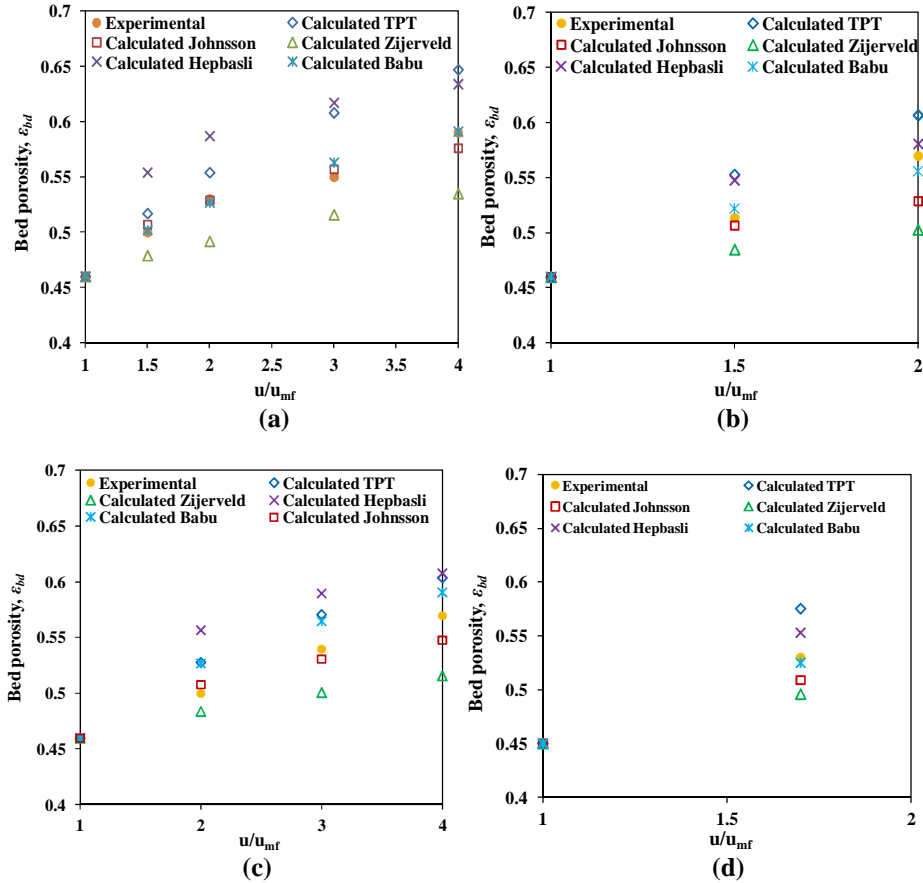 0.7
0.65
0.6
0.55
0.5
0.45
0.4
Bed porosity, εbd
Experimental
Calculated TPT
Calculated Johnsson
Calculated Zijerveld
Calculated Hepbasli
Calculated Babu
1 1.5 2 2.5 3 3.5 4
u/umf
(a)
0.7
0.65
0.6
0.55
0.5
0.45
0.4
Bed porosity, εbd
Experimental
Calculated TPT
Calculated Johnsson
Calculated Zijerveld
Calculated Hepbasli
Calculated Babu
1 1.5 2
u/umf
(b)
0.7
0.6
0.5
0.4
Bed porosity, εbd
Experimental
Calculated TPT
Calculated Zijerveld
Calculated Hepbasli
Calculated Babu
Calculated Johnsson
1 2 3 4
u/umf
(c)
0.7
0.65
0.6
0.55
0.5
0.45
0.4
Bed porosity, εbd
Experimental
Calculated TPT
Calculated Johnsson
Calculated Zijerveld
Calculated Hepbasli
Calculated Babu
1 1.5 2
u/umf
(d)